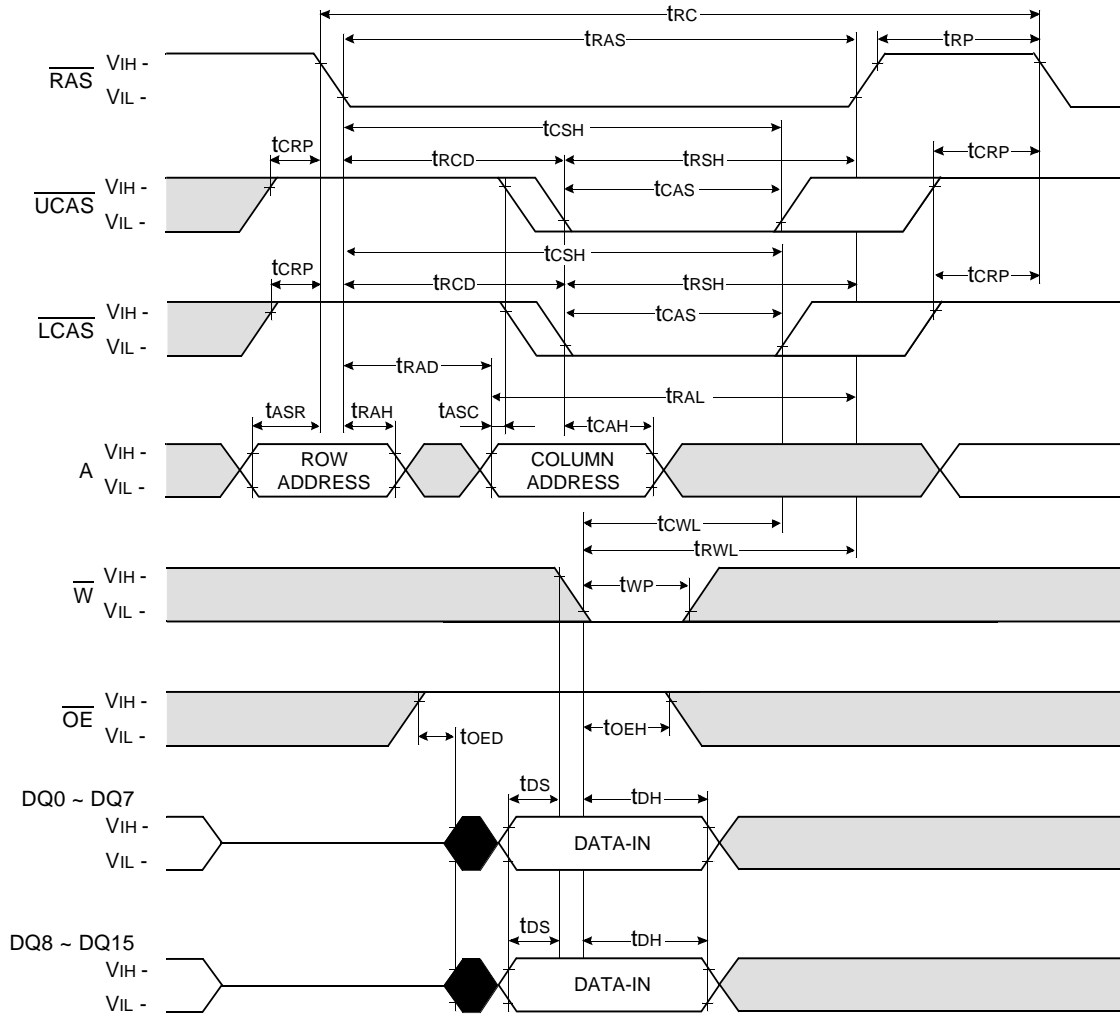 tRC
tRAS
tRP
RAS
VIH -
VIL -
tCSH
tCRP
tRCD
tRSH
tCRP
UCAS
VIH -
VIL -
tCAS
tCSH
tCRP
tRCD
tRSH
tCRP
LCAS
VIH -
VIL -
tCAS
tRAD
tRAL
tASR
tRAH
tASC
tCAH
A
VIH -
VIL -
ROW
ADDRESS
COLUMN
ADDRESS
tCWL
tRWL
W
VIH -
VIL -
tWP
OE
VIH -
VIL -
tOED
tOEH
DQ0 ~ DQ7
VIH -
VIL -
tDS
tDH
DATA-IN
DQ8 ~ DQ15
VIH -
VIL -
tDS
tDH
DATA-IN